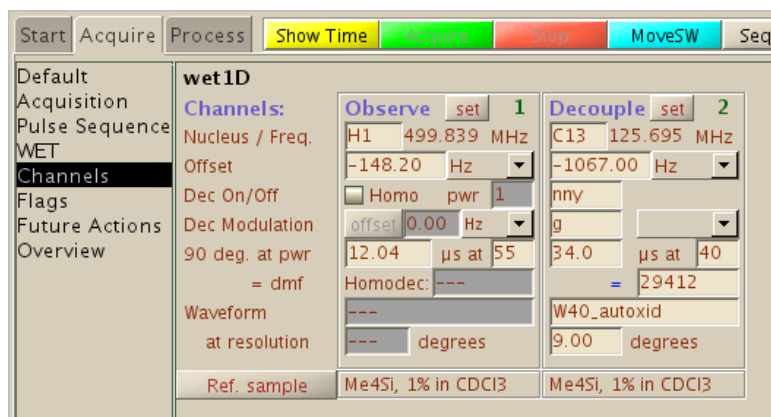 Start Acquire Process Show Time Acquire Stop MoveSW Seq
Default
Acquisition
Pulse Sequence
WET
Channels
Flags
Future Actions
Overview
wet1D
Channels: Observe set 1 Decouple set 2
Nucleus / Freq. H1 499.839 MHz C13 125.695 MHz
Offset -148.20 Hz -1067.00 Hz
Dec On/Off Homo pwr 1 nny
Dec Modulation offset 0.00 Hz g
90 deg. at pwr 12.04 µs at 55 34.0 µs at 40
= dmf Homodec: --- = 29412
Waveform --- W40_autoxid
at resolution --- degrees 9.00 degrees
Ref. sample Me4Si, 1% in CDCl3 Me4Si, 1% in CDCl3